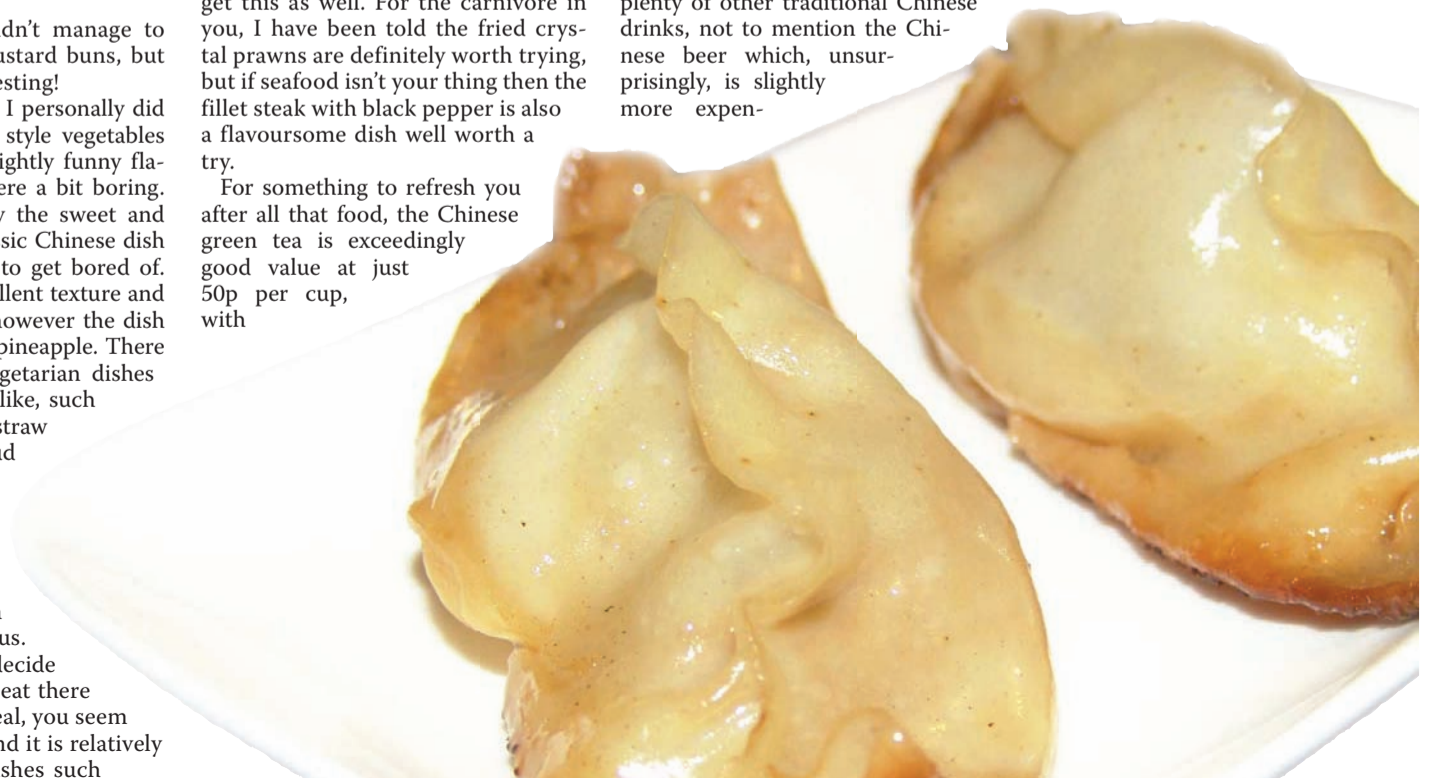 dn't manage to
ustard buns, but
esting!
I personally did
style vegetables
ightly funny fla-
ere a bit boring.
y the sweet and
sic Chinese dish
to get bored of.
llent texture and
however the dish
pineapple. There
getarian dishes
like, such
straw
us.
decide
eat there
eal, you seem
nd it is relatively
shes such
get this as well. For the carnivore in
you, I have been told the fried crys-
tal prawns are definitely worth trying,
but if seafood isn't your thing then the
fillet steak with black pepper is also
a flavoursome dish well worth a
try.
For something to refresh you
after all that food, the Chinese
green tea is exceedingly
good value at just
50p per cup,
with
plenty of other traditional Chinese
drinks, not to mention the Chi-
nese beer which, unsur-
prisingly, is slightly
more expen-